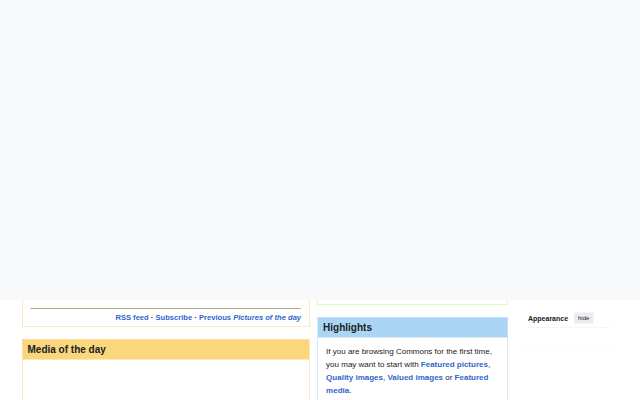 RSS feed · Subscribe · Previous Pictures of the day
Media of the day
Highlights
If you are browsing Commons for the first time,
you may want to start with Featured pictures,
Quality images, Valued images or Featured
media.
Appearance hide